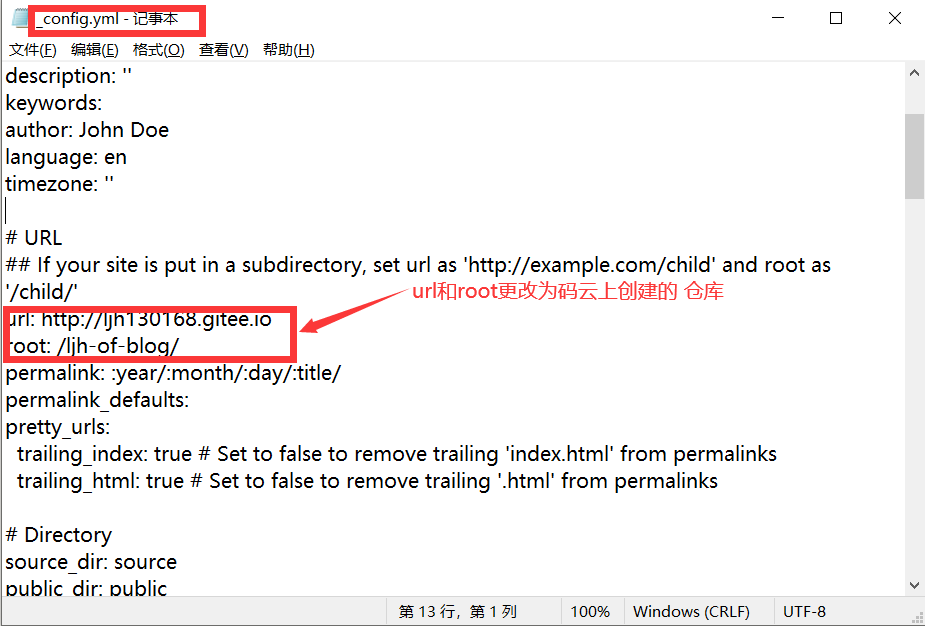 _config.yml - 记事本
文件(F) 编辑(E) 格式(O) 查看(V) 帮助(H)
description: ''
keywords:
author: John Doe
language: en
timezone: ''
# URL
## If your site is put in a subdirectory, set url as 'http://example.com/child' and root as
'/child/'
url和root更改为码云上创建的 仓库
url: http://ljh130168.gitee.io
root: /ljh-of-blog/
permalink: :year/:month/:day/:title/
permalink_defaults:
pretty_urls:
  trailing_index: true # Set to false to remove trailing 'index.html' from permalinks
  trailing_html: true # Set to false to remove trailing '.html' from permalinks
# Directory
source_dir: source
public_dir: public
第 13 行，第 1 列 100% Windows (CRLF) UTF-8